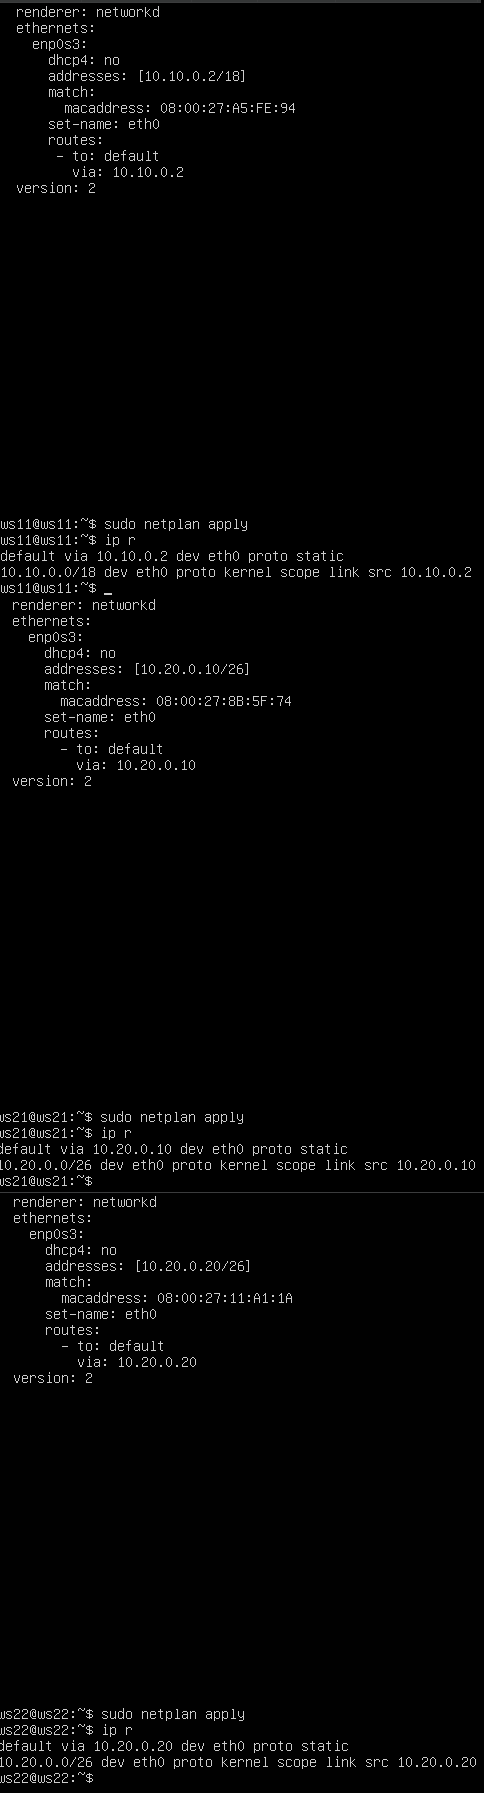 renderer: networkd
ethernets:
enp0s3:
dhcp4: no
addresses: [10.10.0.2/18]
match:
macaddress: 08:00:27:A5:FE:94
set-name: eth0
routes:
- to: default
via: 10.10.0.2
version: 2
ws11@ws11:~$ sudo netplan apply
ws11@ws11:~$ ip r
default via 10.10.0.2 dev eth0 proto static
10.10.0.0/18 dev eth0 proto kernel scope link src 10.10.0.2
ws11@ws11:~$ _
renderer: networkd
ethernets:
enp0s3:
dhcp4: no
addresses: [10.20.0.10/26]
match:
macaddress: 08:00:27:8B:5F:74
set-name: eth0
routes:
- to: default
via: 10.20.0.10
version: 2
ws21@ws21:~$ sudo netplan apply
ws21@ws21:~$ ip r
default via 10.20.0.10 dev eth0 proto static
10.20.0.0/26 dev eth0 proto kernel scope link src 10.20.0.10
ws21@ws21:~$
renderer: networkd
ethernets:
enp0s3:
dhcp4: no
addresses: [10.20.0.20/26]
match:
macaddress: 08:00:27:11:A1:1A
set-name: eth0
routes:
- to: default
via: 10.20.0.20
version: 2
ws22@ws22:~$ sudo netplan apply
ws22@ws22:~$ ip r
default via 10.20.0.20 dev eth0 proto static
10.20.0.0/26 dev eth0 proto kernel scope link src 10.20.0.20
ws22@ws22:~$